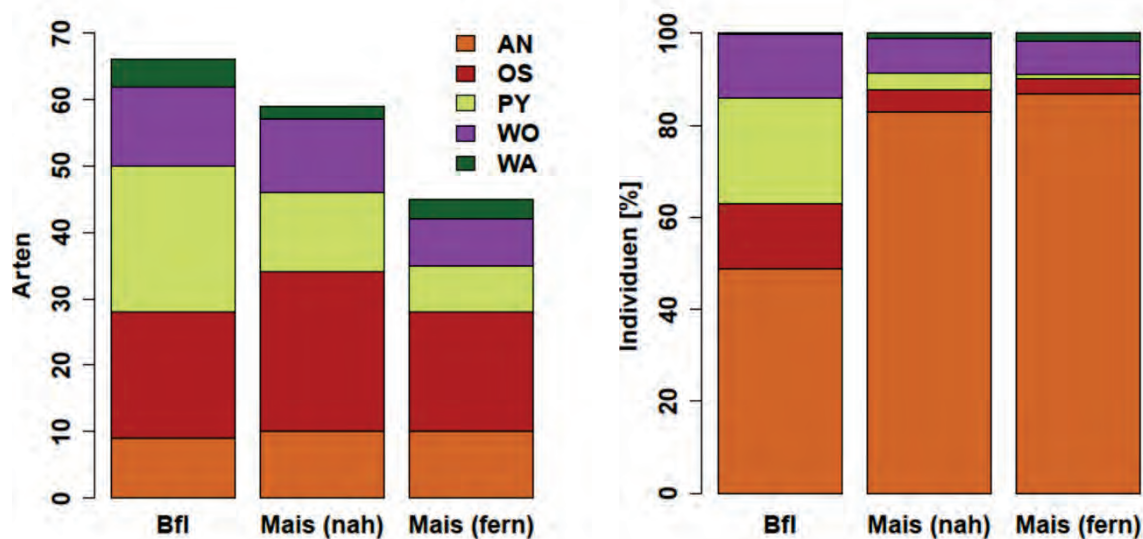 Arten
70
60
50
40
30
20
10
0
AN
OS
PY
WO
WA
Bfl Mais (nah) Mais (fern)
Individuen [%]
100
80
60
40
20
0
Bfl Mais (nah) Mais (fern)